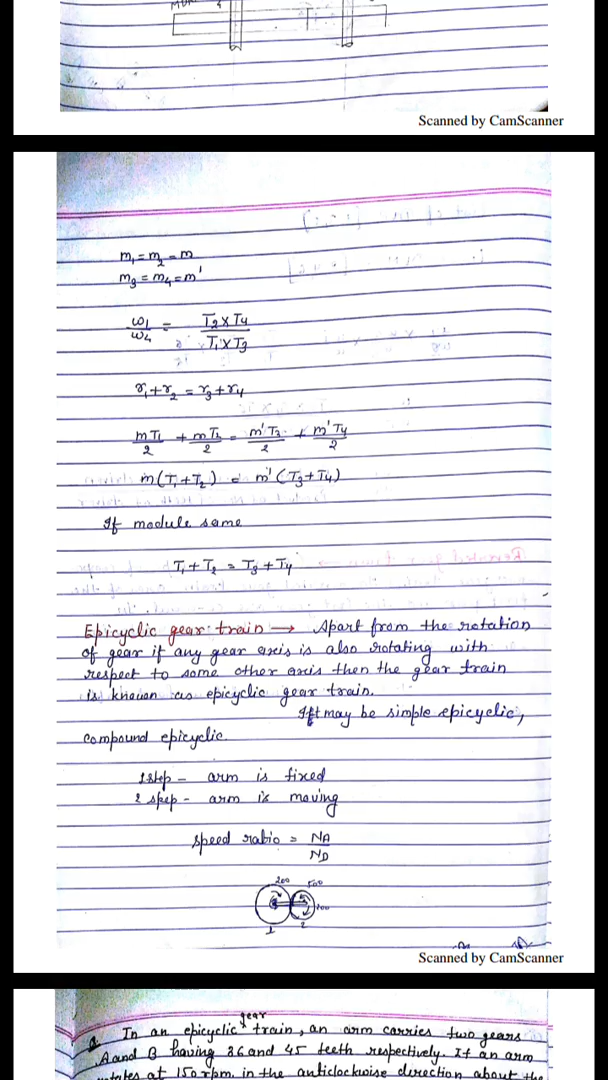 Scanned by CamScanner
m₁ = m₂ = m
m₃ = m₄ = m'
ω₁/ω₄ = T₂ × T₄ / T₁ × T₃
r₁ + r₂ = r₃ + r₄
mT₁/2 + mT₂/2 = m'T₃/2 + m'T₄/2
m(T₁ + T₂) = m'(T₃ + T₄)
If module same
T₁ + T₂ = T₃ + T₄
Epicyclic gear train → Apart from the rotation
of gear if any gear axis is also rotating with
respect to some other axis then the gear train
is known as epicyclic gear train.
It may be simple epicyclic,
compound epicyclic.
1 step - arm is fixed
2 step - arm is moving
speed ratio = NA/ND
200
1
2
Scanned by CamScanner
gear
In an epicyclic train, an arm carries two gears
A and B having 36 and 45 teeth respectively. If an arm
rotates at 150 rpm in the anticlockwise direction about the